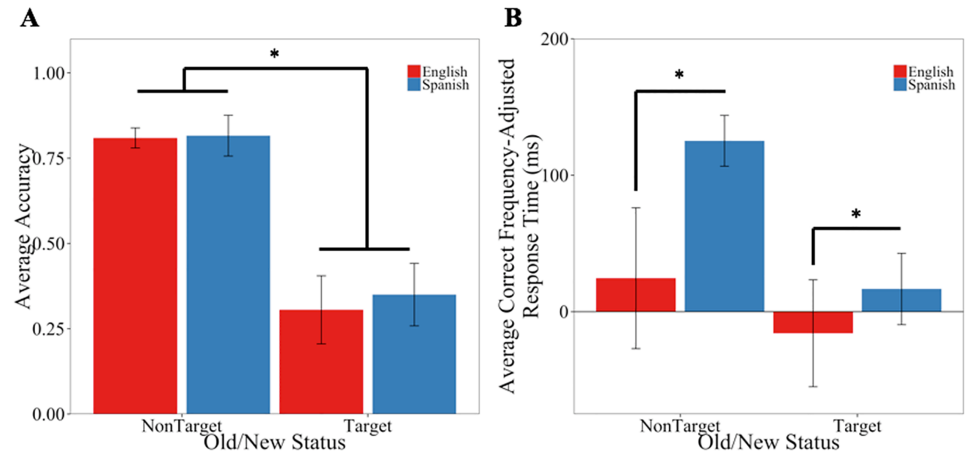 A
Average Accuracy
1.00
0.75
0.50
0.25
0.00
*
English
Spanish
NonTarget
Target
Old/New Status
B
Average Correct Frequency-Adjusted
Response Time (ms)
200
100
0
*
*
English
Spanish
NonTarget
Target
Old/New Status